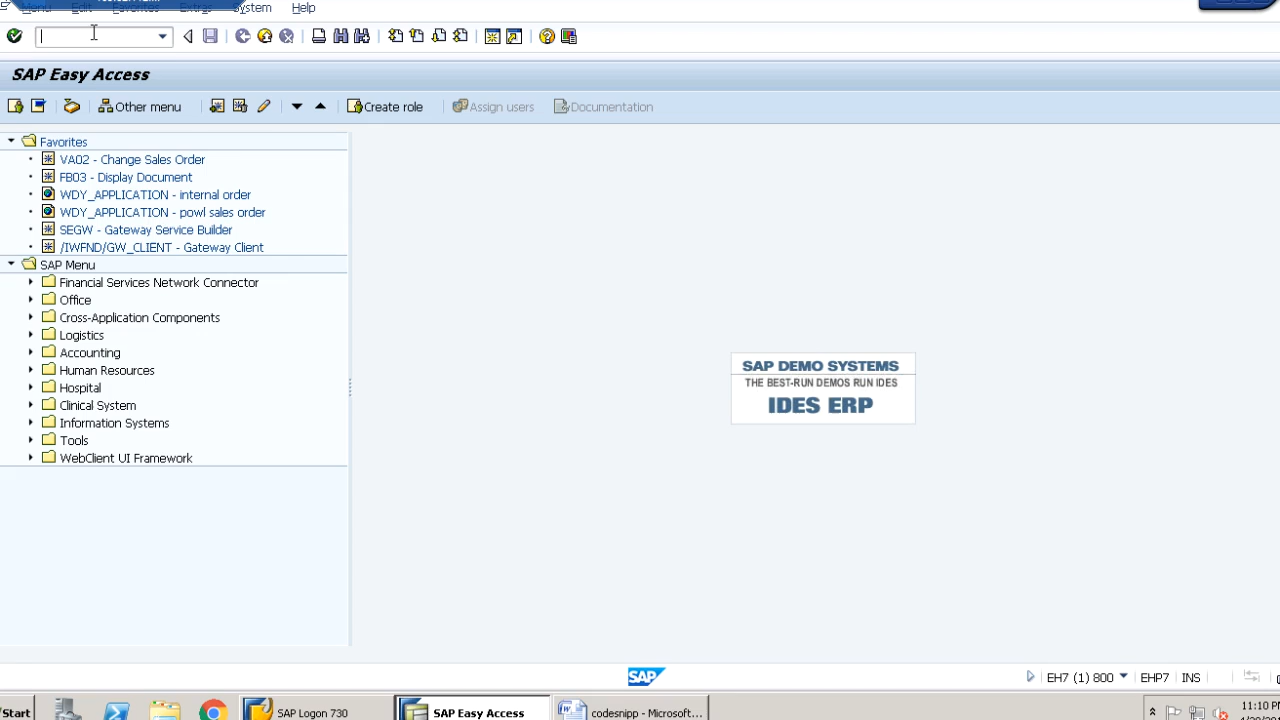 Menu Edit Favorites Extras System Help
SAP Easy Access
Other menu Create role Assign users Documentation
Favorites
VA02 - Change Sales Order
FB03 - Display Document
WDY_APPLICATION - internal order
WDY_APPLICATION - powl sales order
SEGW - Gateway Service Builder
/IWFND/GW_CLIENT - Gateway Client
SAP Menu
Financial Services Network Connector
Office
Cross-Application Components
Logistics
Accounting
Human Resources
Hospital
Clinical System
Information Systems
Tools
WebClient UI Framework
SAP DEMO SYSTEMS
THE BEST-RUN DEMOS RUN IDES
IDES ERP
SAP EH7 (1) 800 EHP7 INS
Start SAP Logon 730 SAP Easy Access codesnipp - Microsoft... 11:10